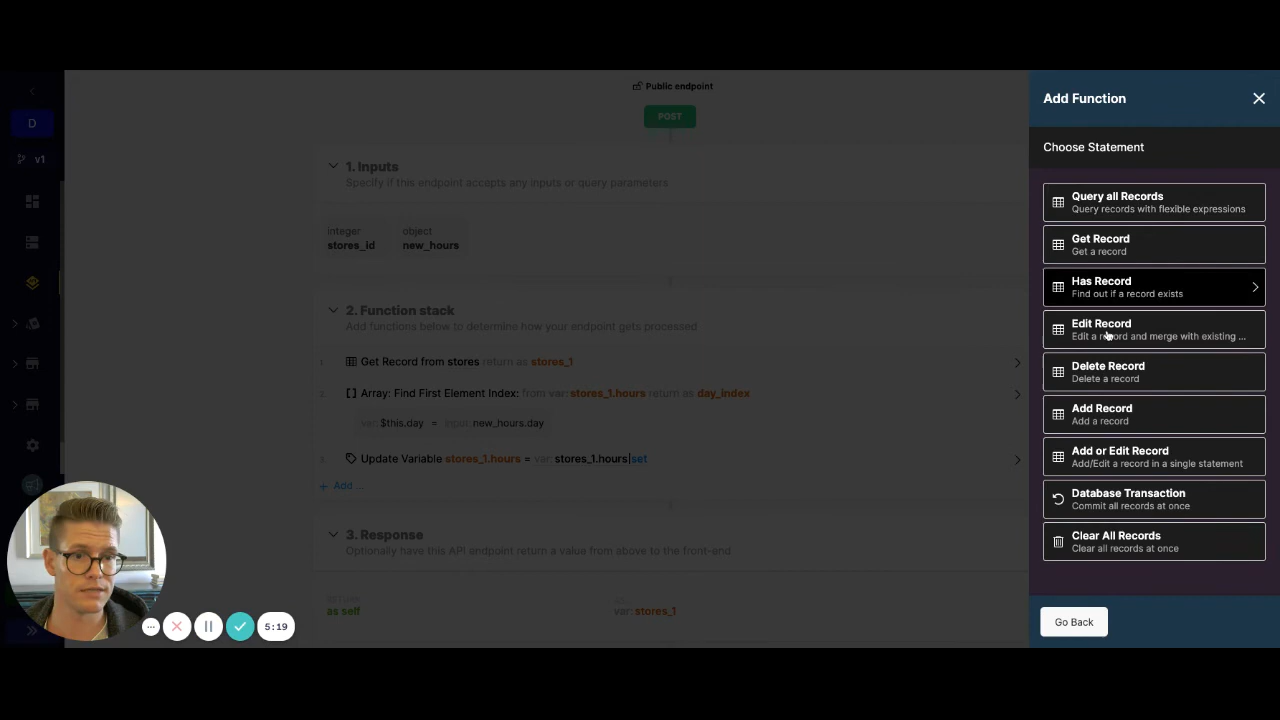 Public endpoint
POST
D
v1
1. Inputs
Specify if this endpoint accepts any inputs or query parameters
integer
stores_id
object
new_hours
2. Function stack
Add functions below to determine how your endpoint gets processed
1. Get Record from stores return as stores_1
2. [] Array: Find First Element Index: from var: stores_1.hours return as day_index
var: $this.day = input: new_hours.day
3. Update Variable stores_1.hours = var: stores_1.hours|set
+ Add ...
3. Response
Optionally have this API endpoint return a value from above to the front-end
as self
var: stores_1
5:19
Add Function
Choose Statement
Query all Records
Query records with flexible expressions
Get Record
Get a record
Has Record
Find out if a record exists
Edit Record
Edit a record and merge with existing ...
Delete Record
Delete a record
Add Record
Add a record
Add or Edit Record
Add/Edit a record in a single statement
Database Transaction
Commit all records at once
Clear All Records
Clear all records at once
Go Back